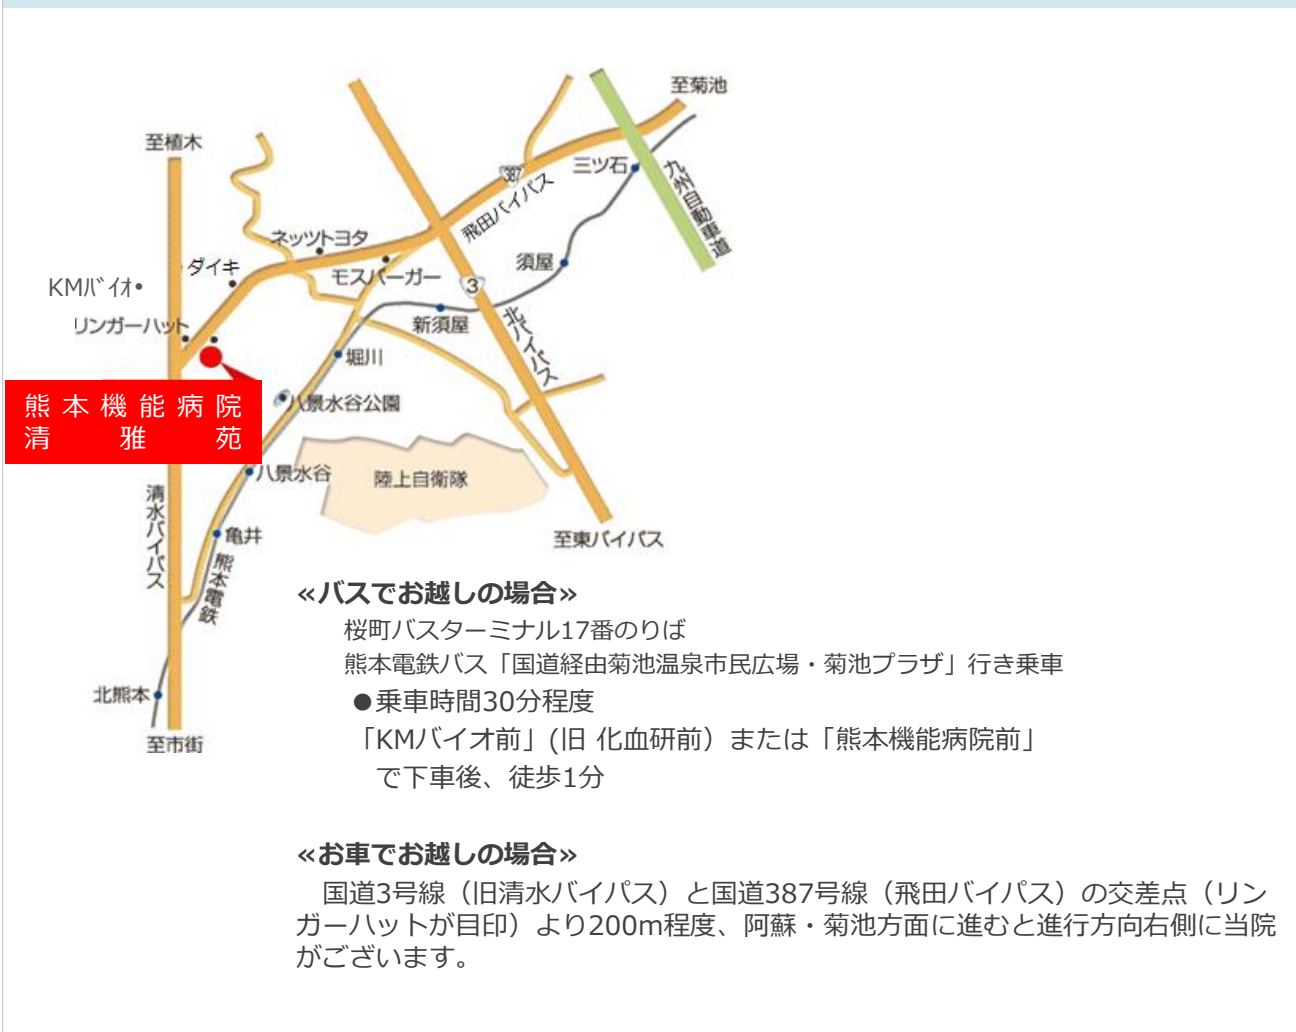 至菊池
至植木
387
三ツ石
九州自動車道
飛田バイパス
ネッツトヨタ
ダイキ
モスバーガー
須屋
KMバイオ
3
リンガーハット
新須屋
北バイパス
堀川
熊本機能病院
清雅苑
八景水谷公園
八景水谷
陸上自衛隊
清水バイパス
亀井
至東バイパス
熊本電鉄
北熊本
至市街
≪バスでお越しの場合≫
桜町バスターミナル17番のりば
熊本電鉄バス「国道経由菊池温泉市民広場・菊池プラザ」行き乗車
●乗車時間30分程度
「KMバイオ前」(旧 化血研前）または「熊本機能病院前」
で下車後、徒歩1分
≪お車でお越しの場合≫
国道3号線（旧清水バイパス）と国道387号線（飛田バイパス）の交差点（リン
ガーハットが目印）より200m程度、阿蘇・菊池方面に進むと進行方向右側に当院
がございます。